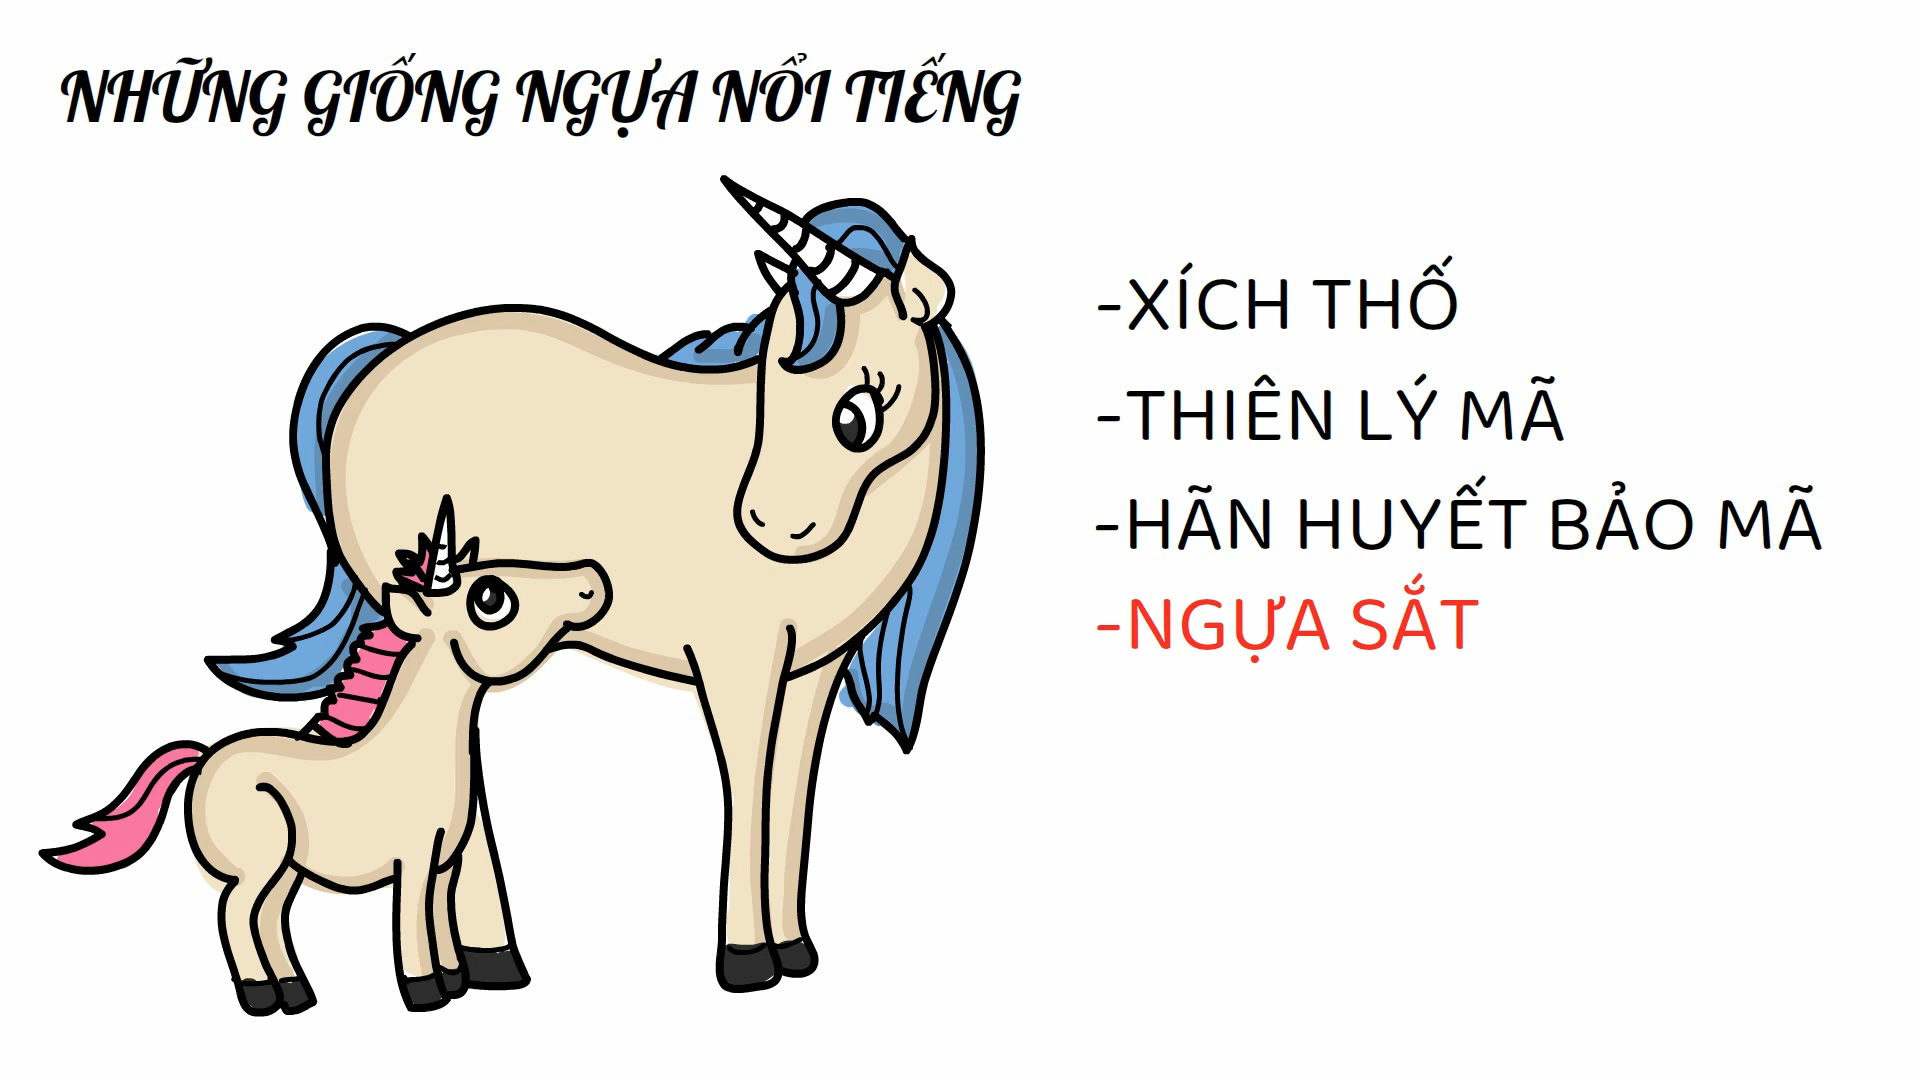 NHỮNG GIỐNG NGỰA NỔI TIẾNG
-XÍCH THỐ
-THIÊN LÝ MÃ
-HÃN HUYẾT BẢO MÃ
-NGỰA SẮT